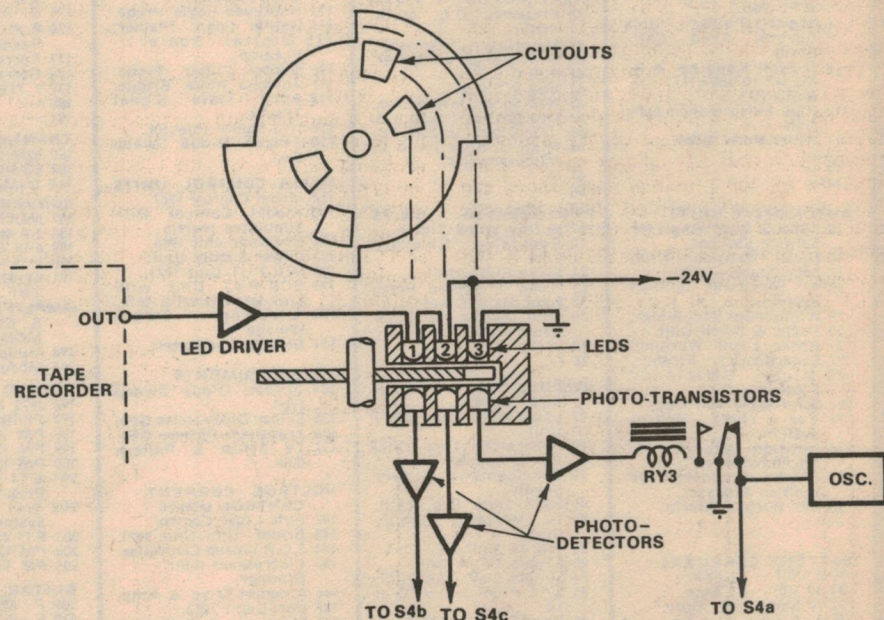 CUTOUTS
–24V
OUT
LED DRIVER
1 2 3
LEDS
TAPE
RECORDER
PHOTO-TRANSISTORS
RY3
OSC.
PHOTO–
DETECTORS
TO S4b
TO S4c
TO S4a